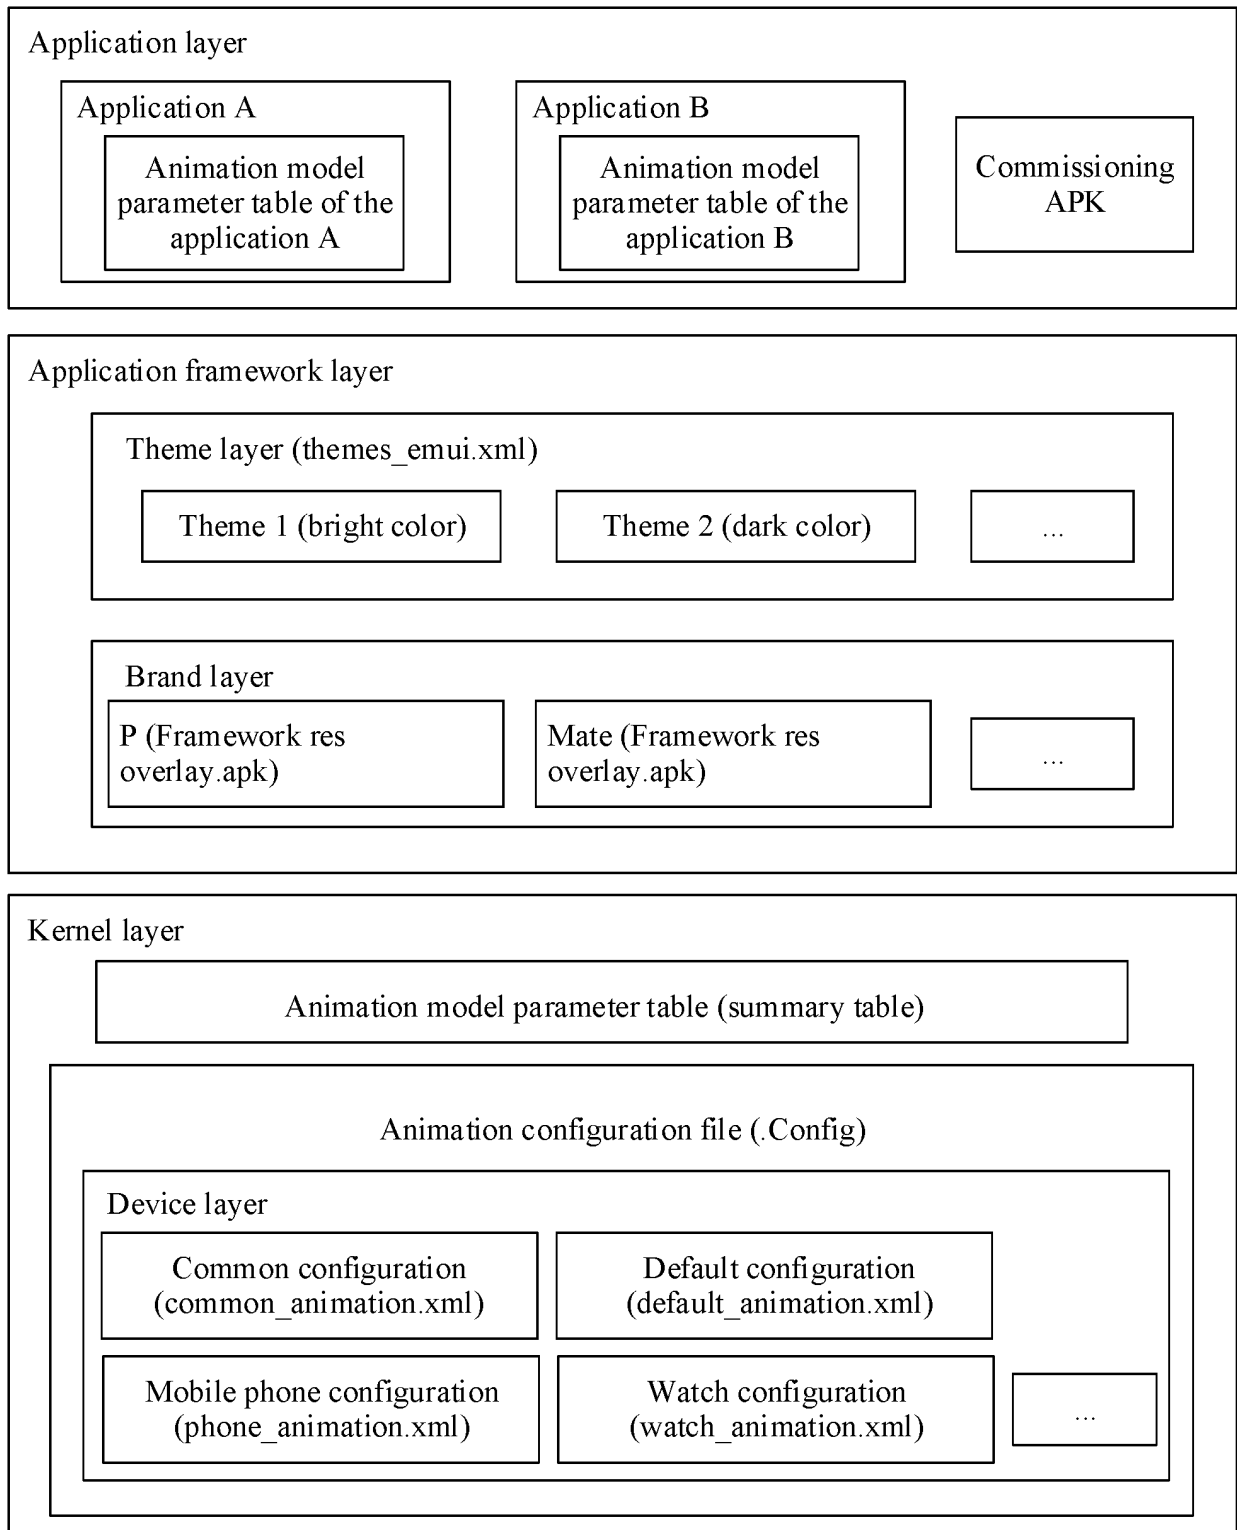 Application layer
Application A
Animation model
parameter table of the
application A
Application B
Animation model
parameter table of the
application B
Commissioning
APK
Application framework layer
Theme layer (themes_emui.xml)
Theme 1 (bright color)
Theme 2 (dark color)
...
Brand layer
P (Framework res
overlay.apk)
Mate (Framework res
overlay.apk)
...
Kernel layer
Animation model parameter table (summary table)
Animation configuration file (.Config)
Device layer
Common configuration
(common_animation.xml)
Default configuration
(default_animation.xml)
Mobile phone configuration
(phone_animation.xml)
Watch configuration
(watch_animation.xml)
...